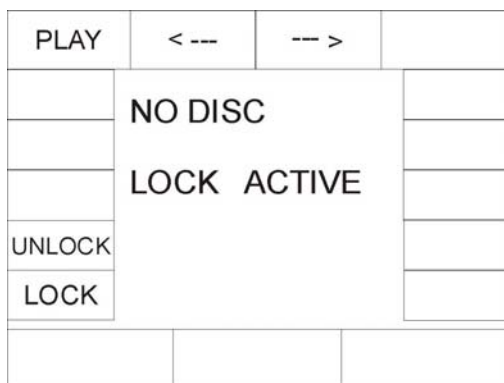 PLAY < --- --- >
NO DISC
LOCK ACTIVE
UNLOCK
LOCK